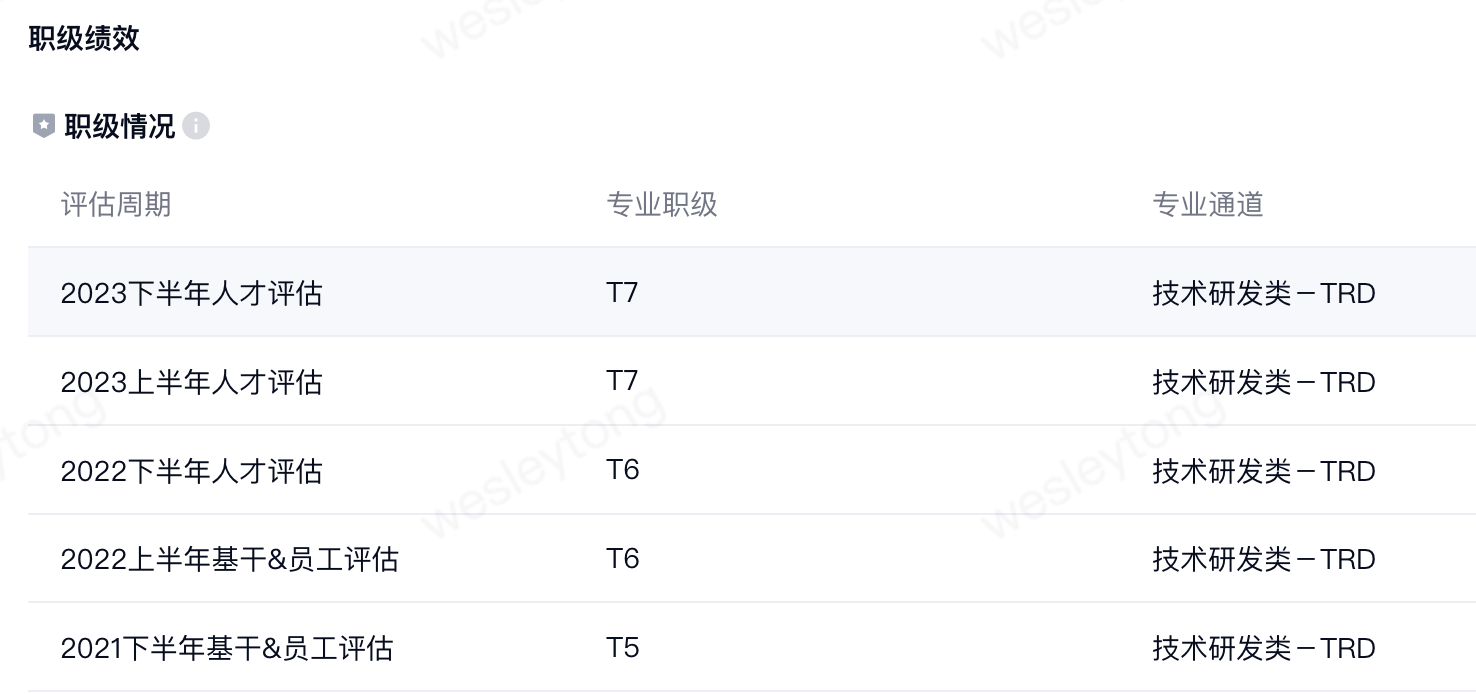 职级绩效
职级情况
评估周期 专业职级 专业通道
2023下半年人才评估 T7 技术研发类－TRD
2023上半年人才评估 T7 技术研发类－TRD
2022下半年人才评估 T6 技术研发类－TRD
2022上半年基干&员工评估 T6 技术研发类－TRD
2021下半年基干&员工评估 T5 技术研发类－TRD
wesleytong
wesleytong